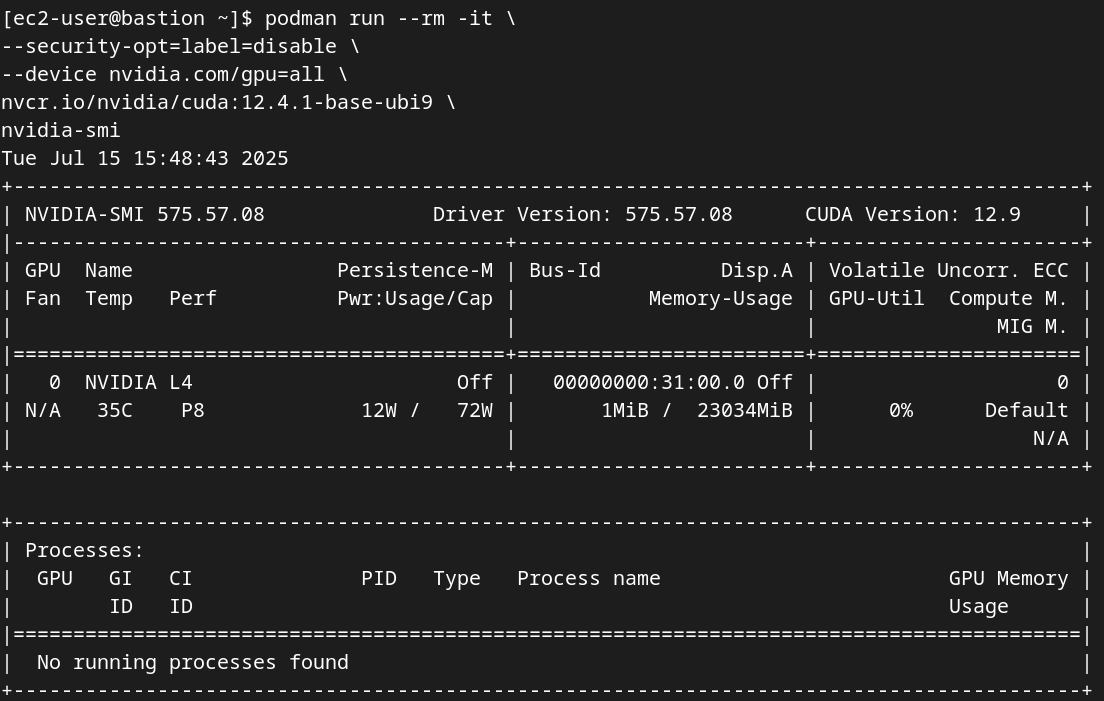 [ec2-user@bastion ~]$ podman run --rm -it \
--security-opt=label=disable \
--device nvidia.com/gpu=all \
nvcr.io/nvidia/cuda:12.4.1-base-ubi9 \
nvidia-smi
Tue Jul 15 15:48:43 2025
+-----------------------------------------------------------------------------------------+
| NVIDIA-SMI 575.57.08              Driver Version: 575.57.08      CUDA Version: 12.9     |
|-----------------------------------------+------------------------+----------------------+
| GPU  Name                 Persistence-M | Bus-Id          Disp.A | Volatile Uncorr. ECC |
| Fan  Temp   Perf          Pwr:Usage/Cap |           Memory-Usage | GPU-Util  Compute M. |
|                                         |                        |               MIG M. |
|=========================================+========================+======================|
|   0  NVIDIA L4                      Off |   00000000:31:00.0 Off |                    0 |
| N/A   35C    P8             12W /   72W |       1MiB /  23034MiB |      0%      Default |
|                                         |                        |                  N/A |
+-----------------------------------------+------------------------+----------------------+

+-----------------------------------------------------------------------------------------+
| Processes:                                                                              |
|  GPU   GI   CI              PID   Type   Process name                        GPU Memory |
|        ID   ID                                                               Usage      |
|=========================================================================================|
|  No running processes found                                                             |
+-----------------------------------------------------------------------------------------+